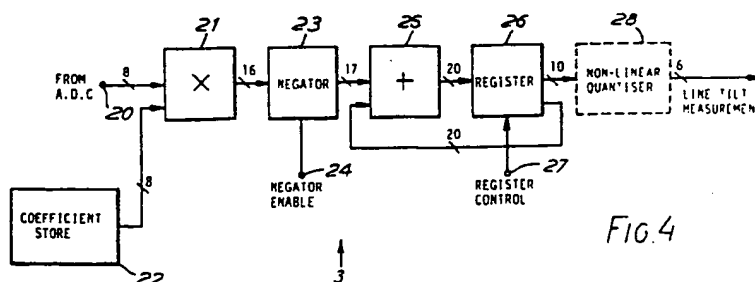 21
23
25
26
28
FROM
A.D.C
20
8
×
16
NEGATOR
17
+
20
REGISTER
10
NON-LINEAR
QUANTISER
6
LINE TILT
MEASUREMEN
20
8
24
NEGATOR
ENABLE
27
REGISTER
CONTROL
COEFFICIENT
STORE
22
3
FIG.4